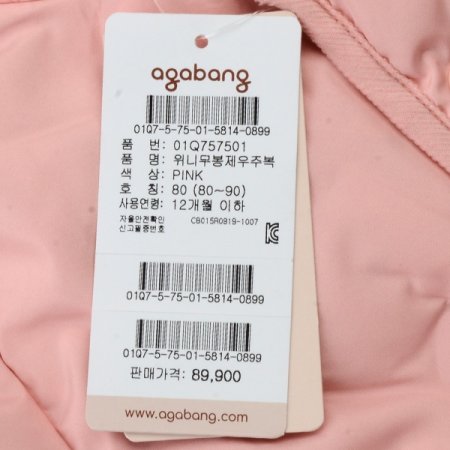 agabang
01Q7-5-75-01-5814-0899
품 번: 01Q757501
품 명: 위니무봉제우주복
색 상: PINK
호 칭: 80 (80~90)
사용연령: 12개월 이하
자율안전확인
신고필증번호 CB015R0919-1007
01Q7-5-75-01-5814-0899
01Q7-5-75-01-5814-0899
판매가격: 89,900
www.agabang.com